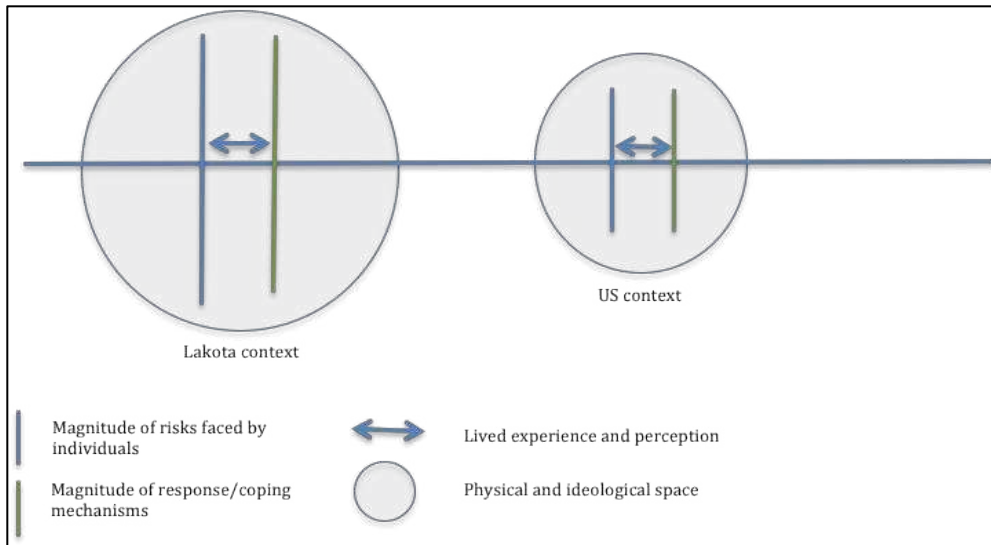 US context
Lakota context
Magnitude of risks faced by
individuals
Lived experience and perception
Magnitude of response/coping
mechanisms
Physical and ideological space